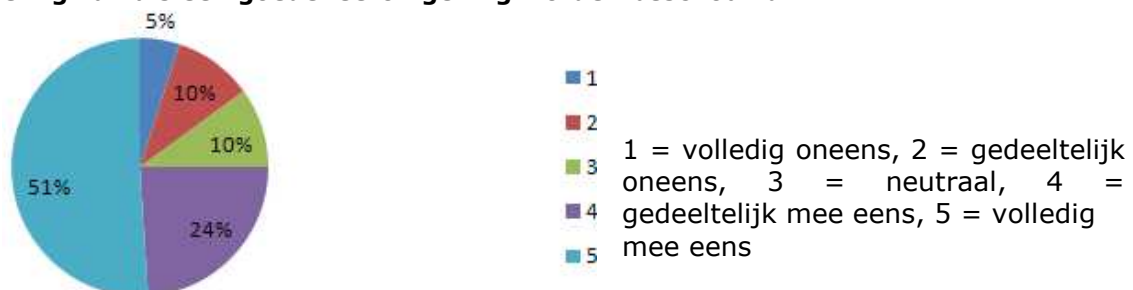 5%
10%
10%
24%
51%
1
2
3
4
5
1 = volledig oneens, 2 = gedeeltelijk
oneens, 3 = neutraal, 4 =
gedeeltelijk mee eens, 5 = volledig
mee eens